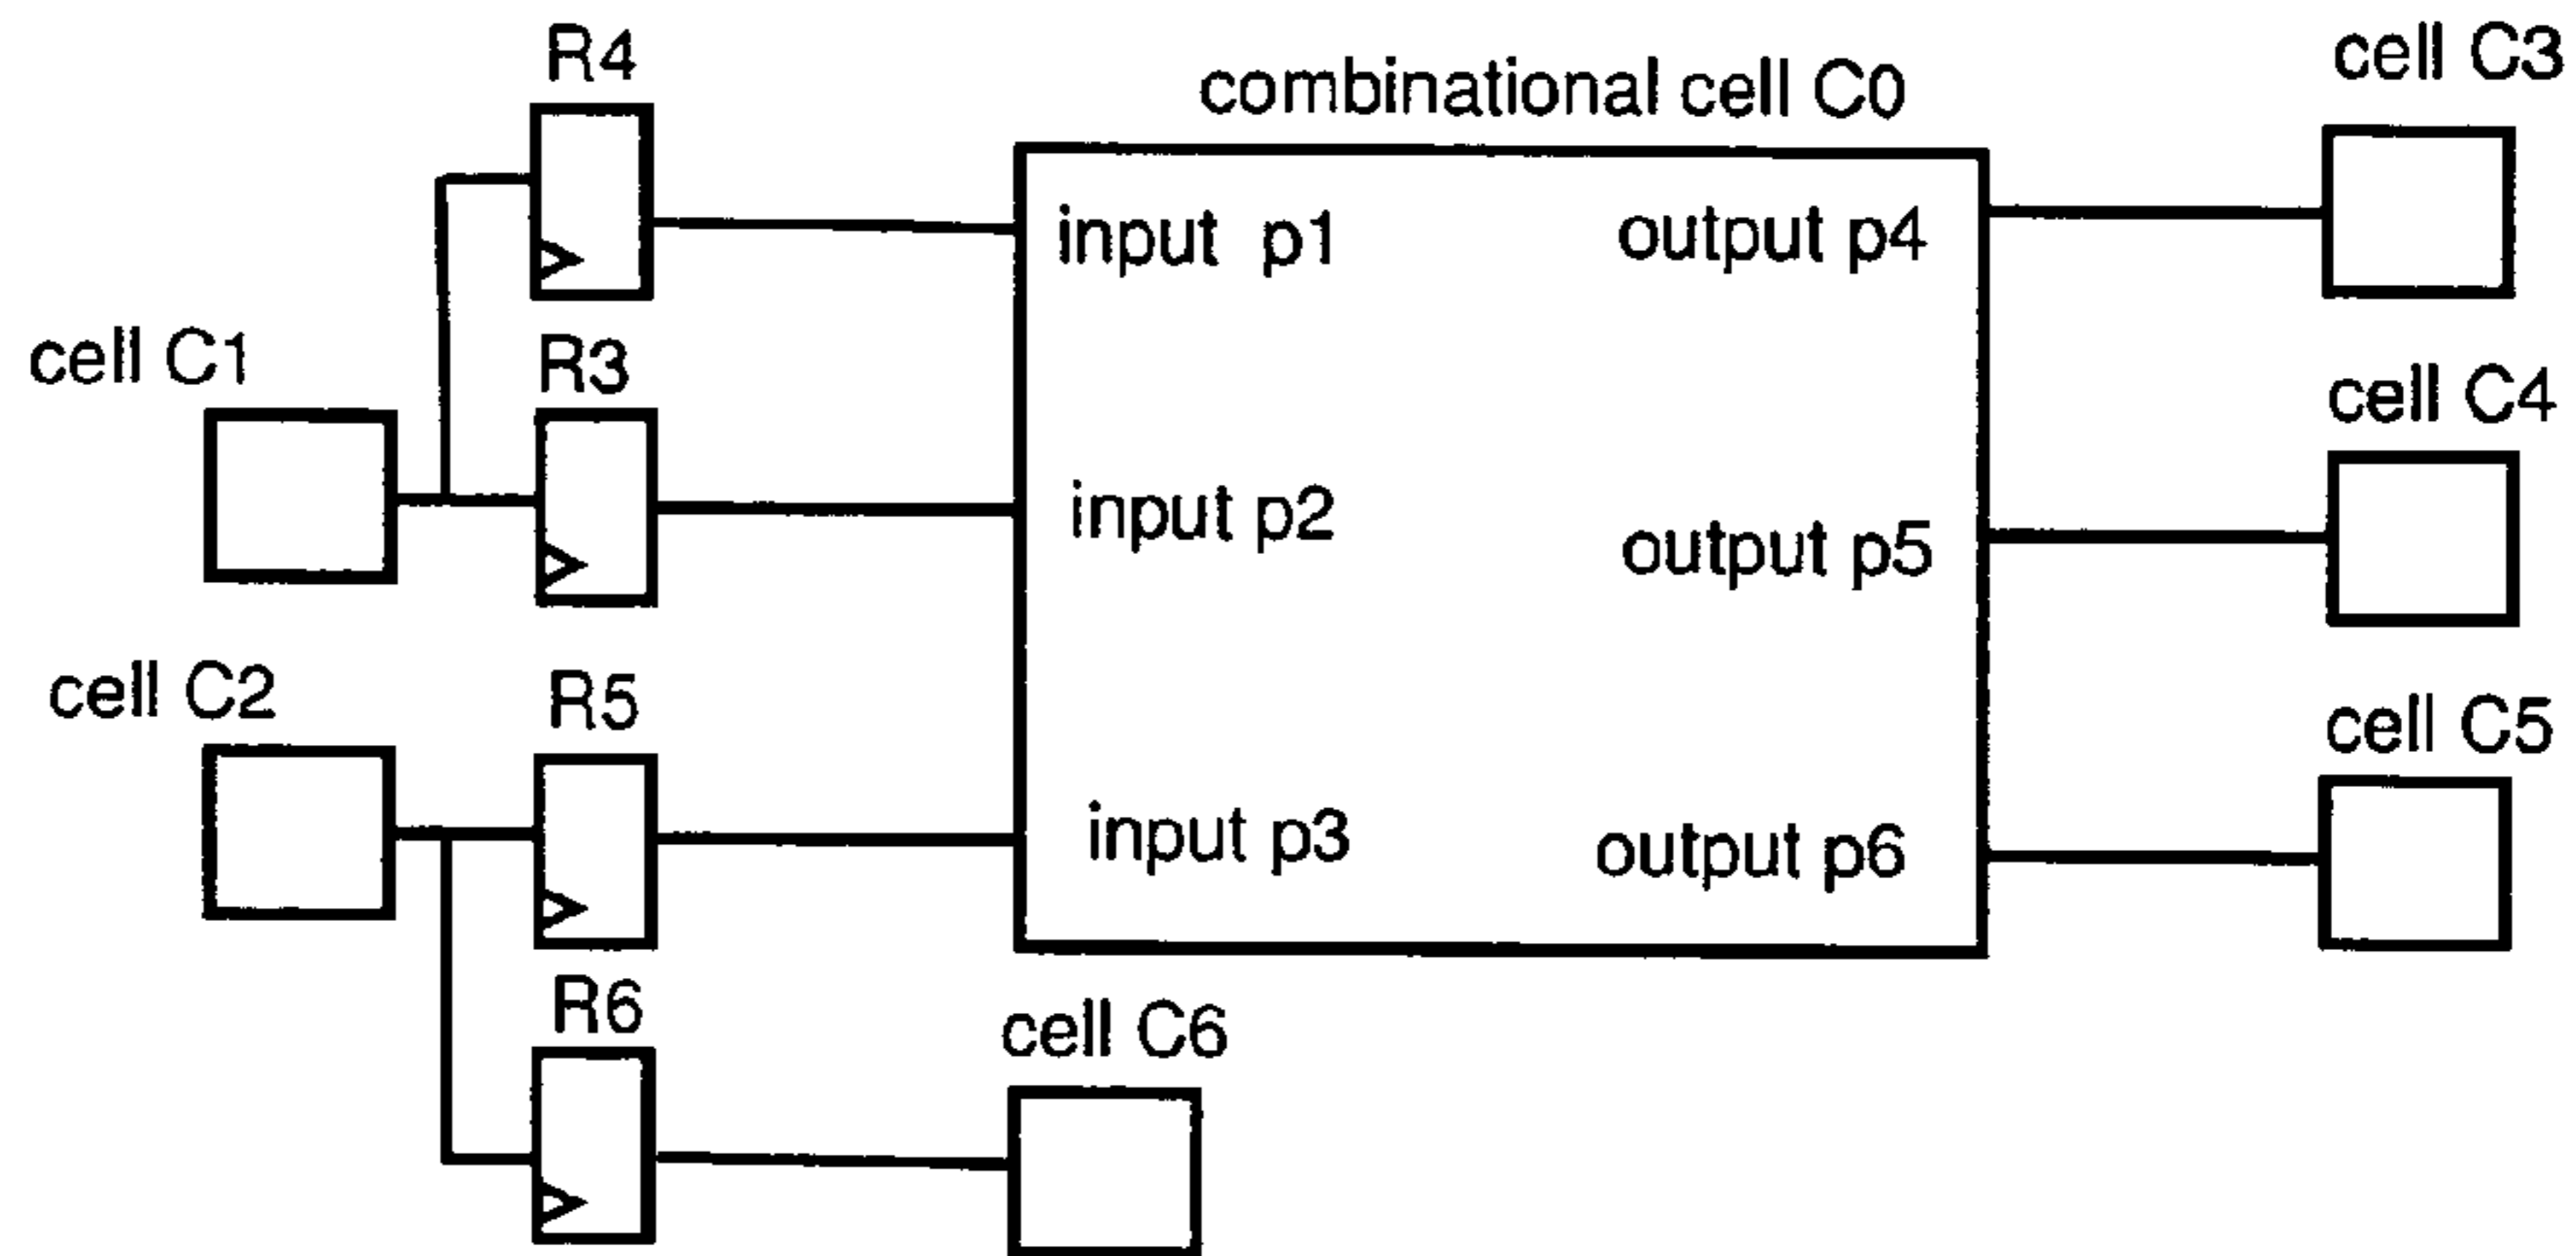 R4
combinational cell C0
cell C3
input p1
output p4
cell C1
R3
cell C4
input p2
output p5
cell C2
R5
cell C5
input p3
output p6
R6
cell C6